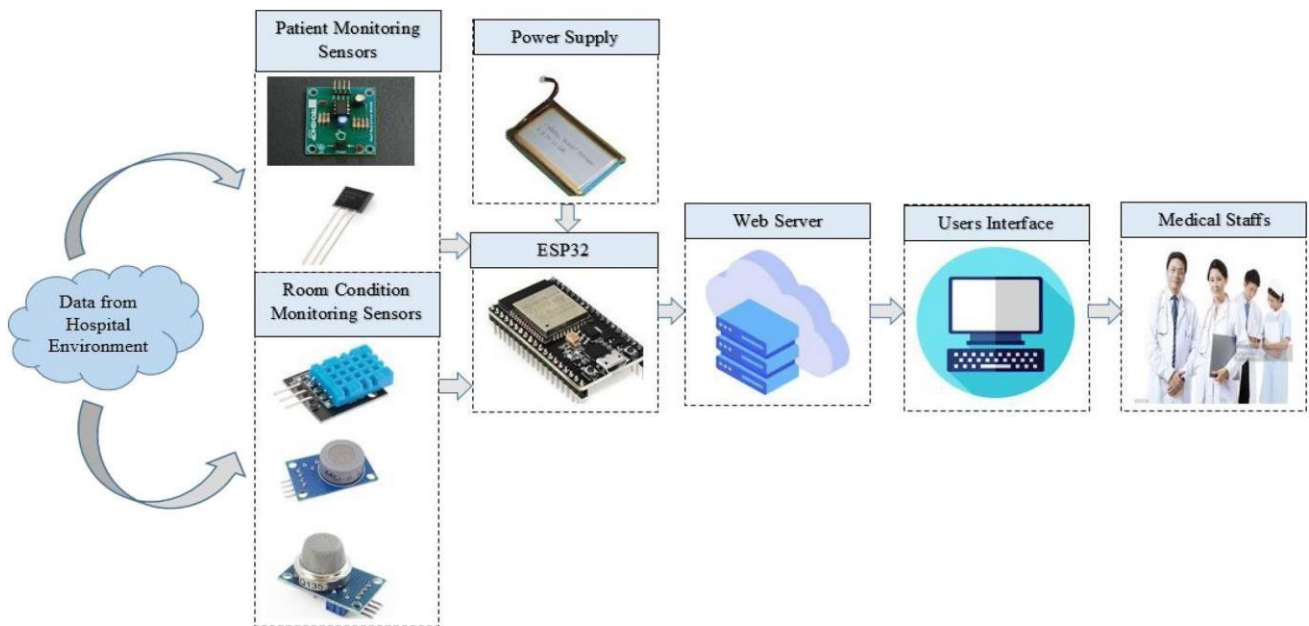 Patient Monitoring
Sensors
Power Supply
Data from
Hospital
Environment
ESP32
Room Condition
Monitoring Sensors
Web Server
Users Interface
Medical Staffs